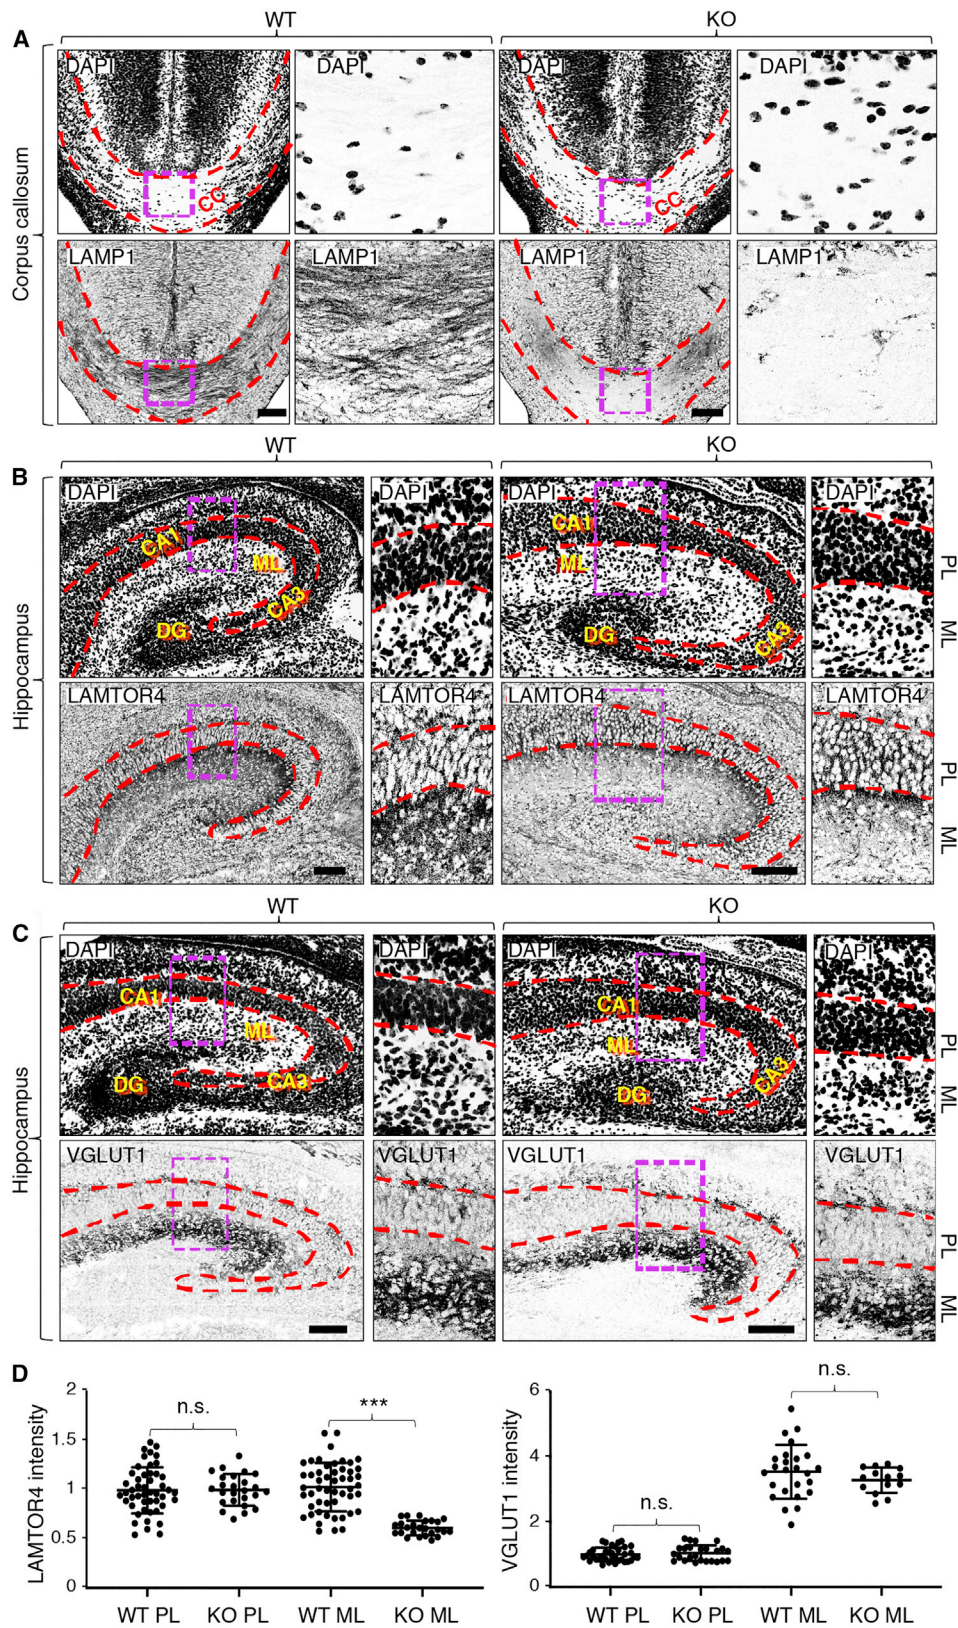 WT
KO
A
DAPI
DAPI
DAPI
DAPI
CC
CC
Corpus callosum
LAMP1
LAMP1
LAMP1
LAMP1
WT
KO
B
DAPI
DAPI
DAPI
DAPI
CA1
ML
CA3
DG
CA1
ML
DG
CA3
PL
ML
Hippocampus
LAMTOR4
LAMTOR4
LAMTOR4
LAMTOR4
PL
ML
WT
KO
C
DAPI
DAPI
DAPI
DAPI
CA1
ML
DG
CA3
CA1
ML
DG
CA3
PL
ML
Hippocampus
VGLUT1
VGLUT1
VGLUT1
VGLUT1
PL
ML
D
LAMTOR4 intensity
2
1.5
1
0.5
0
n.s.
***
WT PL
KO PL
WT ML
KO ML
VGLUT1 intensity
6
4
2
0
n.s.
n.s.
WT PL
KO PL
WT ML
KO ML